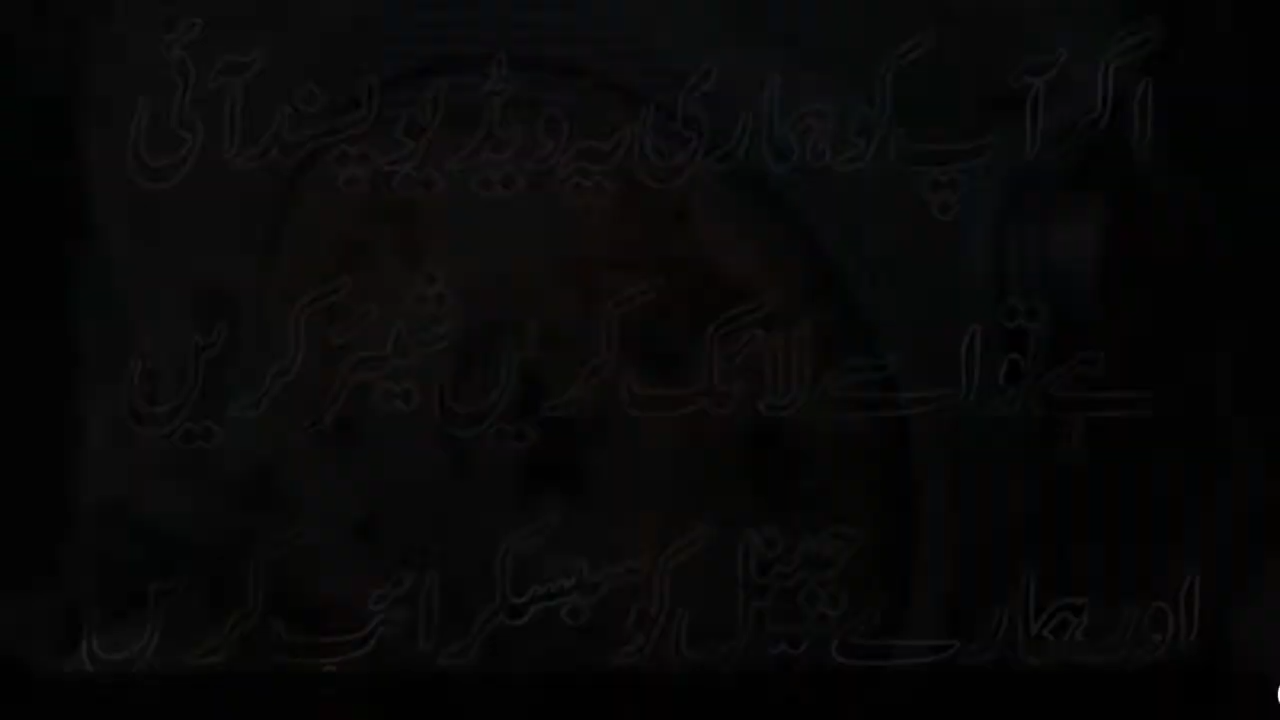 اگر آپ کو ہماری یہ ویڈیو پسند آئی
ہے تو اسے لائک کریں شیئر کریں
اور ہمارے چینل کو سبسکرائب کریں